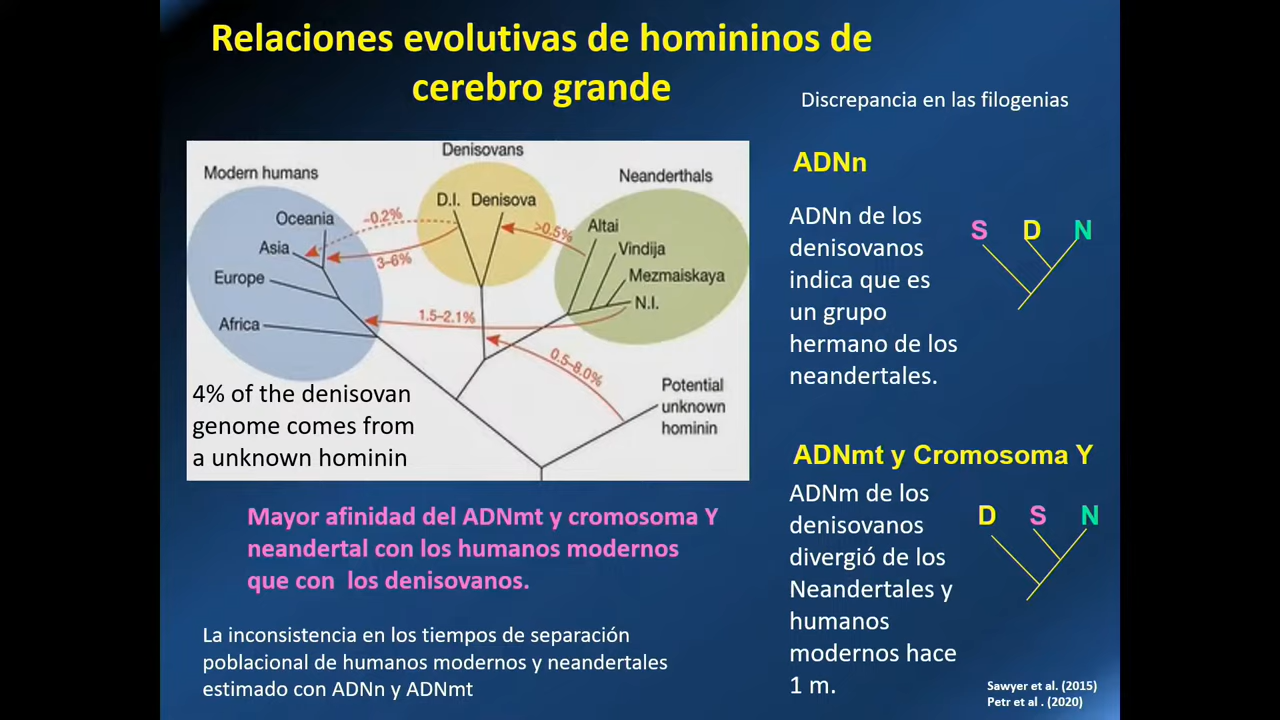 Relaciones evolutivas de homininos de
cerebro grande
Discrepancia en las filogenias
Denisovans
Modern humans
Neanderthals
D.I. Denisova
Oceania
~0.2%
>0.5%
Altai
Asia
3–6%
Vindija
Europe
Mezmaiskaya
N.I.
Africa
1.5–2.1%
0.5–8.0%
Potential
unknown
hominin
4% of the denisovan
genome comes from
a unknown hominin
ADNn
ADNn de los
denisovanos
indica que es
un grupo
hermano de los
neandertales.
S D N
Mayor afinidad del ADNmt y cromosoma Y
neandertal con los humanos modernos
que con los denisovanos.
La inconsistencia en los tiempos de separación
poblacional de humanos modernos y neandertales
estimado con ADNn y ADNmt
ADNmt y Cromosoma Y
ADNm de los
denisovanos
divergió de los
Neandertales y
humanos
modernos hace
1 m.
D S N
Sawyer et al. (2015)
Petr et al . (2020)